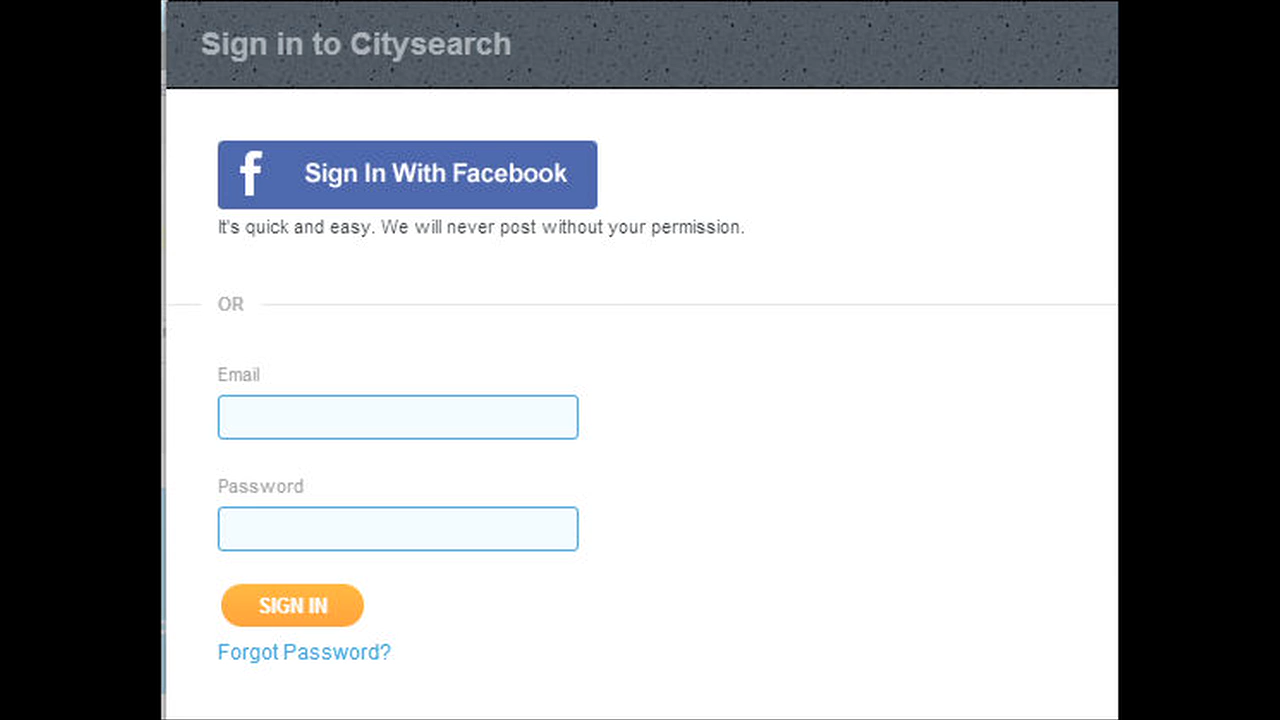 Sign in to Citysearch
f Sign In With Facebook
It's quick and easy. We will never post without your permission.
OR
Email
Password
SIGN IN
Forgot Password?